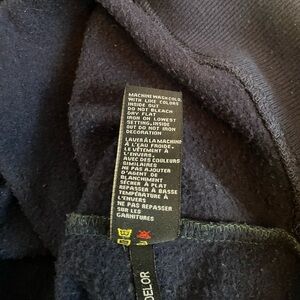 MACHINE WASH COLD
WITH LIKE COLORS
INSIDE OUT
DO NOT BLEACH
DRY FLAT
IRON ON LOWEST
SETTING, INSIDE
OUT DO NOT IRON
DECORATION
LAVER À LA MACHINE
À L'EAU FROIDE.
LE VÊTEMENT À
L'ENVERS,
AVEC DES COULEURS
SIMILAIRES
NE PAS AJOUTER
D'AGENT DE
BLANCHIMENT
SÉCHER À PLAT
REPASSER À BASSE
TEMPÉRATURE À
L'ENVERS
NE PAS REPASSER
SUR LES
GARNITURES
DELOR